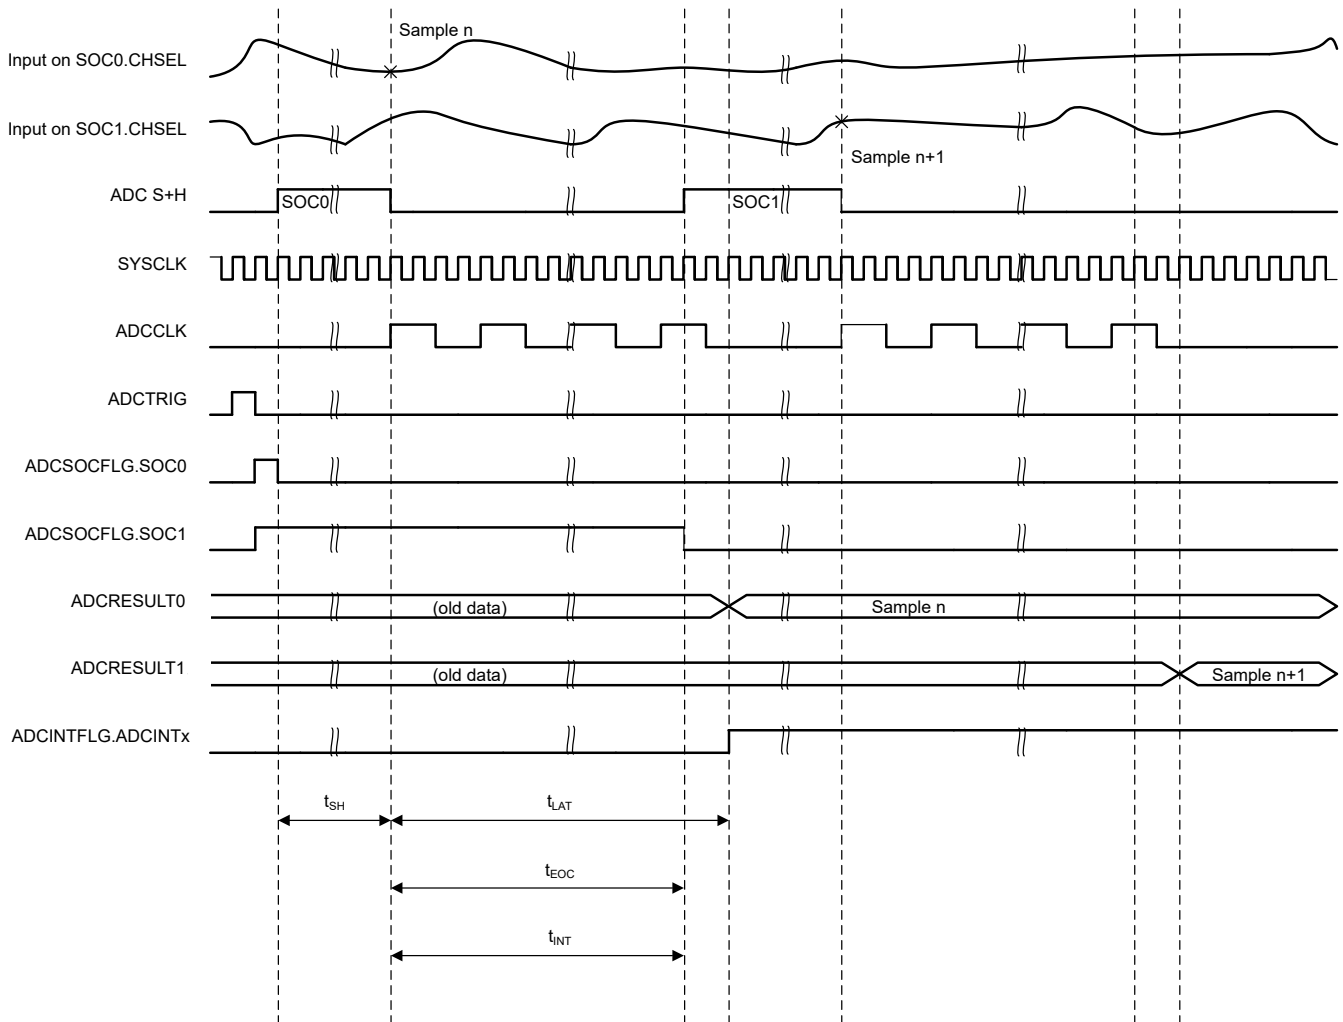 Sample n
Input on SOC0.CHSEL
Input on SOC1.CHSEL
Sample n+1
ADC S+H
SOC0
SOC1
SYSCLK
ADCCLK
ADCTRIG
ADCSOCFLG.SOC0
ADCSOCFLG.SOC1
ADCRESULT0
(old data)
Sample n
ADCRESULT1
(old data)
Sample n+1
ADCINTFLG.ADCINTx
tSH
tLAT
tEOC
tINT